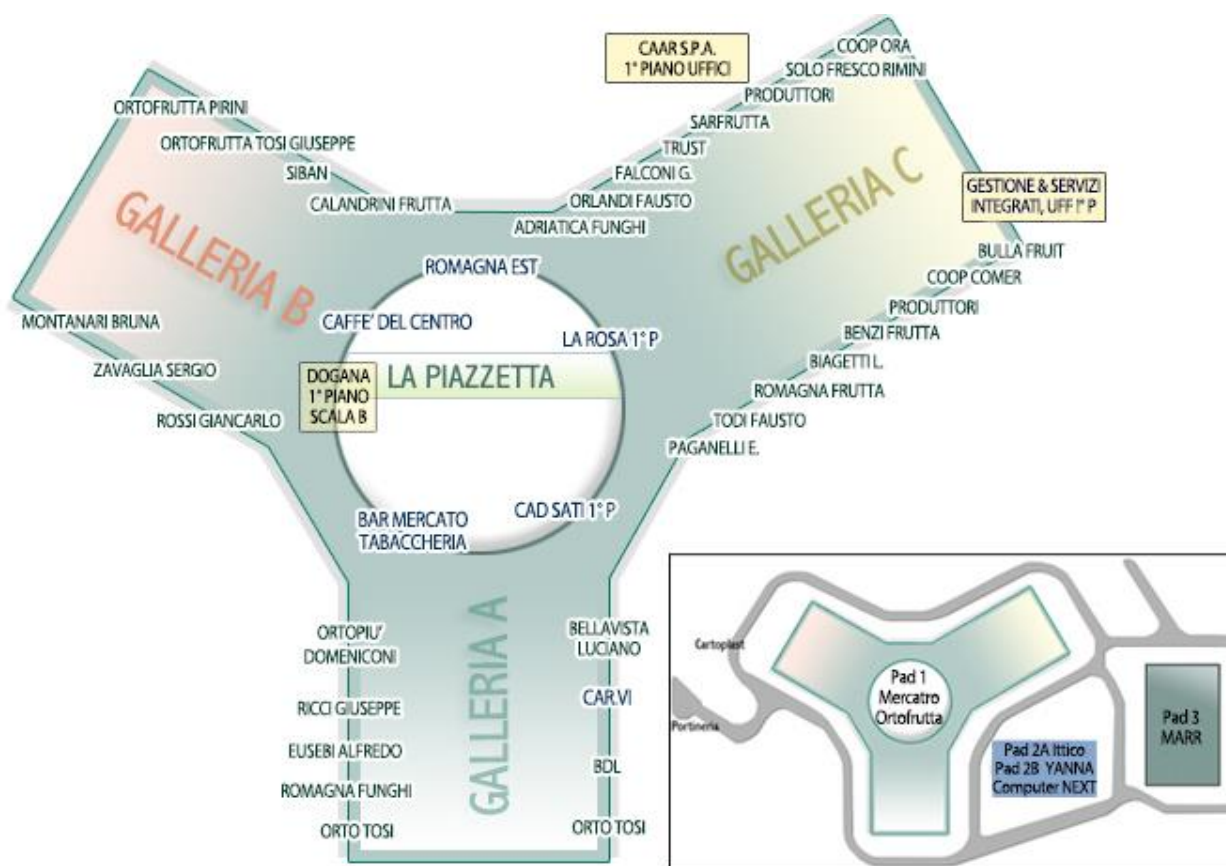 CAAR S.P.A.
1° PIANO UFFICI
COOP ORA
SOLO FRESCO RIMINI
PRODUTTORI
SARFRUTTA
TRUST
FALCONI G.
ORLANDI FAUSTO
ADRIATICA FUNGHI
ORTOFRUTTA PIRINI
ORTOFRUTTA TOSI GIUSEPPE
SIBAN
CALANDRINI FRUTTA
GALLERIA B
GALLERIA C
GESTIONE & SERVIZI
INTEGRATI, UFF I° P
BULLA FRUIT
COOP COMER
PRODUTTORI
BENZI FRUTTA
BIAGETTI L.
ROMAGNA FRUTTA
TODI FAUSTO
PAGANELLI E.
ROMAGNA EST
CAFFE' DEL CENTRO
LA ROSA 1° P
LA PIAZZETTA
DOGANA
1° PIANO
SCALA B
MONTANARI BRUNA
ZAVAGLIA SERGIO
ROSSI GIANCARLO
BAR MERCATO
TABACCHERIA
CAD SATI 1° P
GALLERIA A
ORTOPIU'
DOMENICONI
RICCI GIUSEPPE
EUSEBI ALFREDO
ROMAGNA FUNGHI
ORTO TOSI
BELLAVISTA
LUCIANO
CAR.VI
BDL
ORTO TOSI
Cartoplast
Portineria
Pad 1
Mercatro
Ortofrutta
Pad 2A Ittico
Pad 2B YANNA
Computer NEXT
Pad 3
MARR